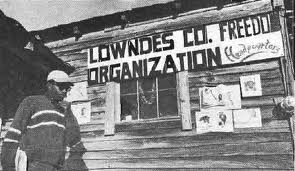 LOWNDES CO. FREEDO
ORGANIZATION
Headquarters